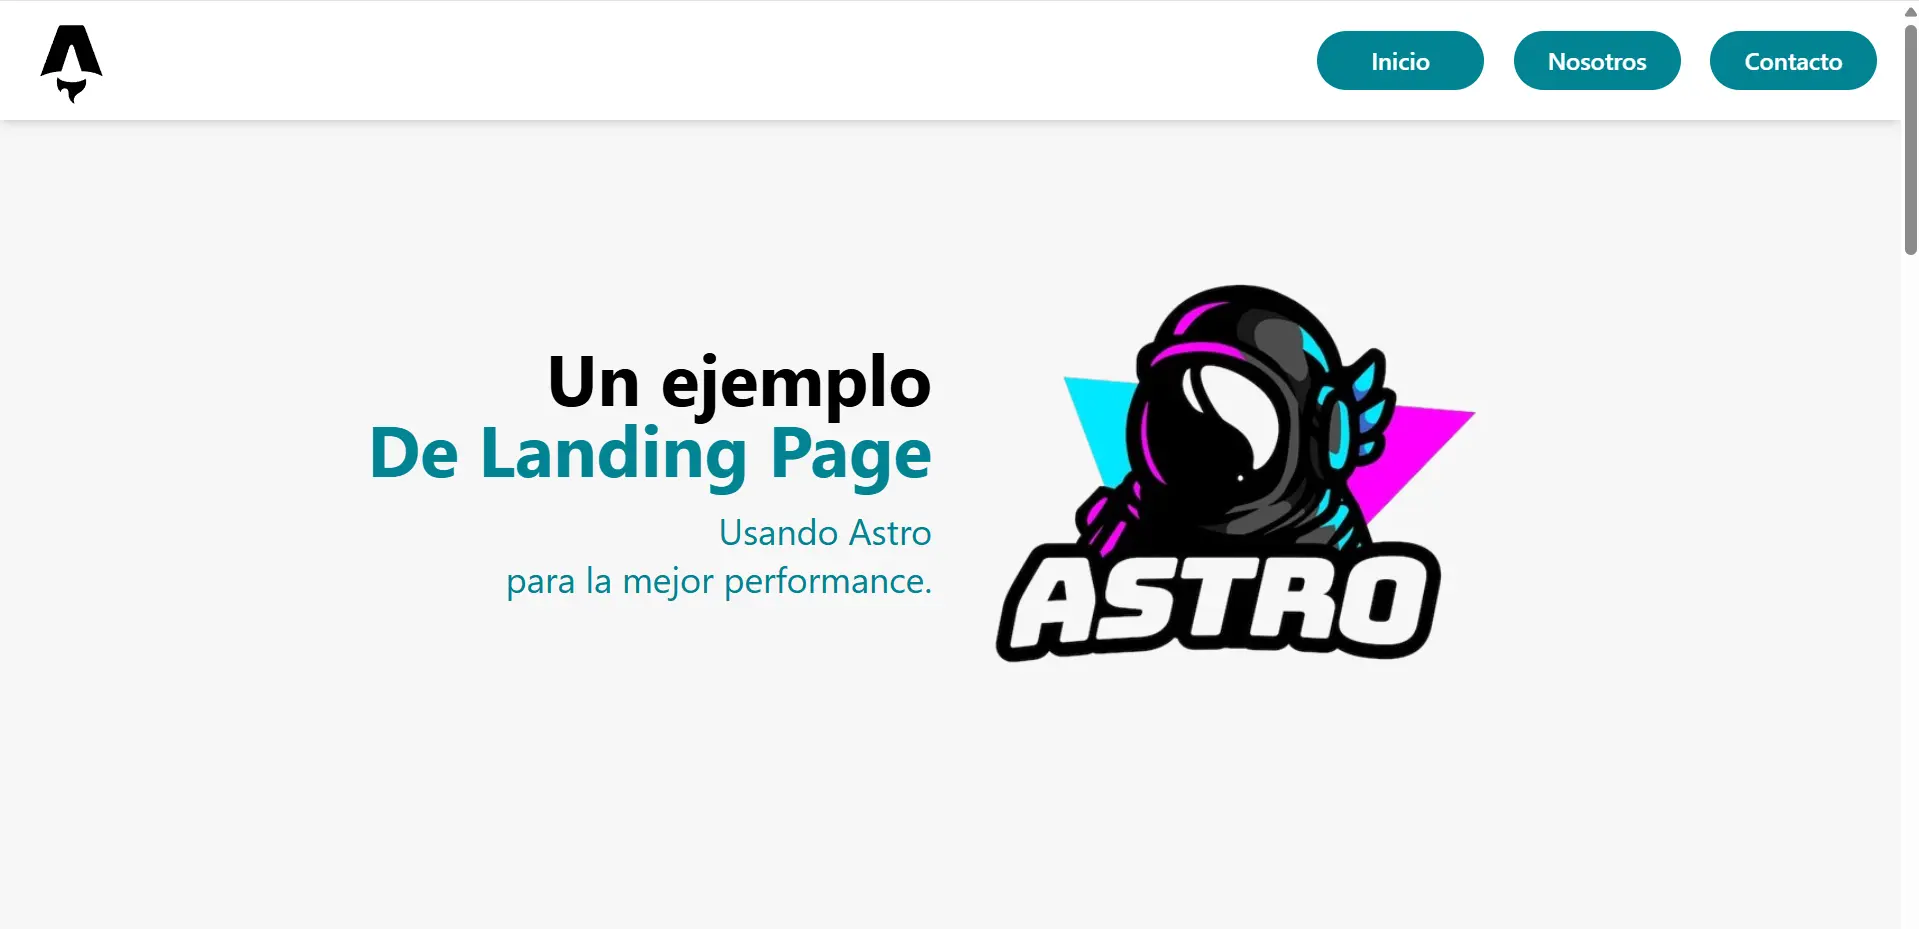 Inicio
Nosotros
Contacto
Un ejemplo
De Landing Page
Usando Astro
para la mejor performance.
ASTRO